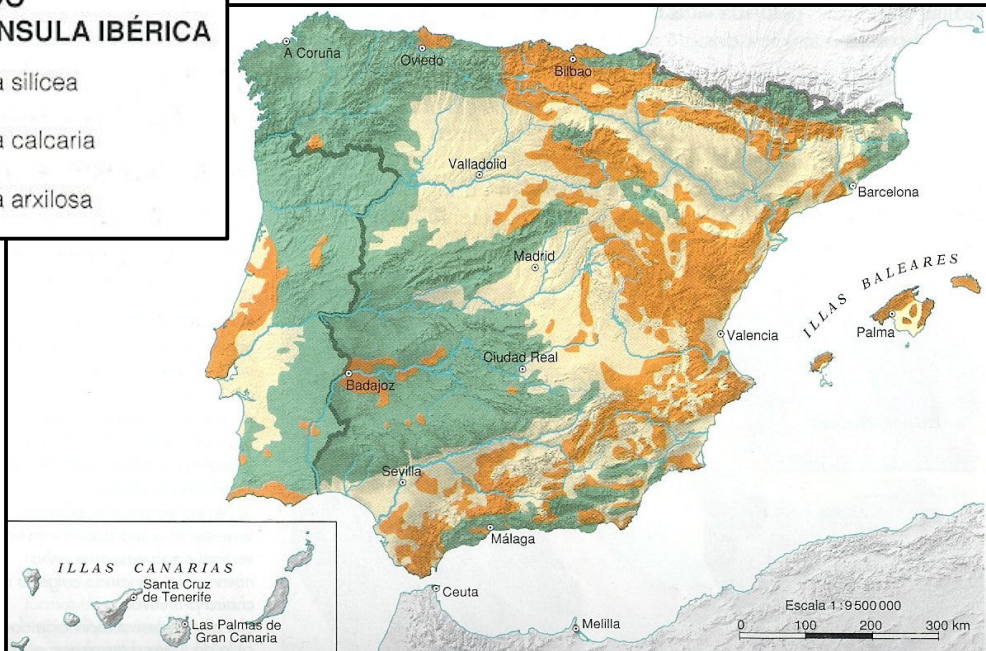 NSULA IBÉRICA
a silícea
a calcaria
a arxilosa
A Coruña
Oviedo
Bilbao
Valladolid
Barcelona
Madrid
ILLAS BALEARES
Palma
Valencia
Ciudad Real
Badajoz
Sevilla
Málaga
ILLAS CANARIAS
Santa Cruz
de Tenerife
Las Palmas de
Gran Canaria
Ceuta
Melilla
Escala 1:9 500 000
0 100 200 300 km